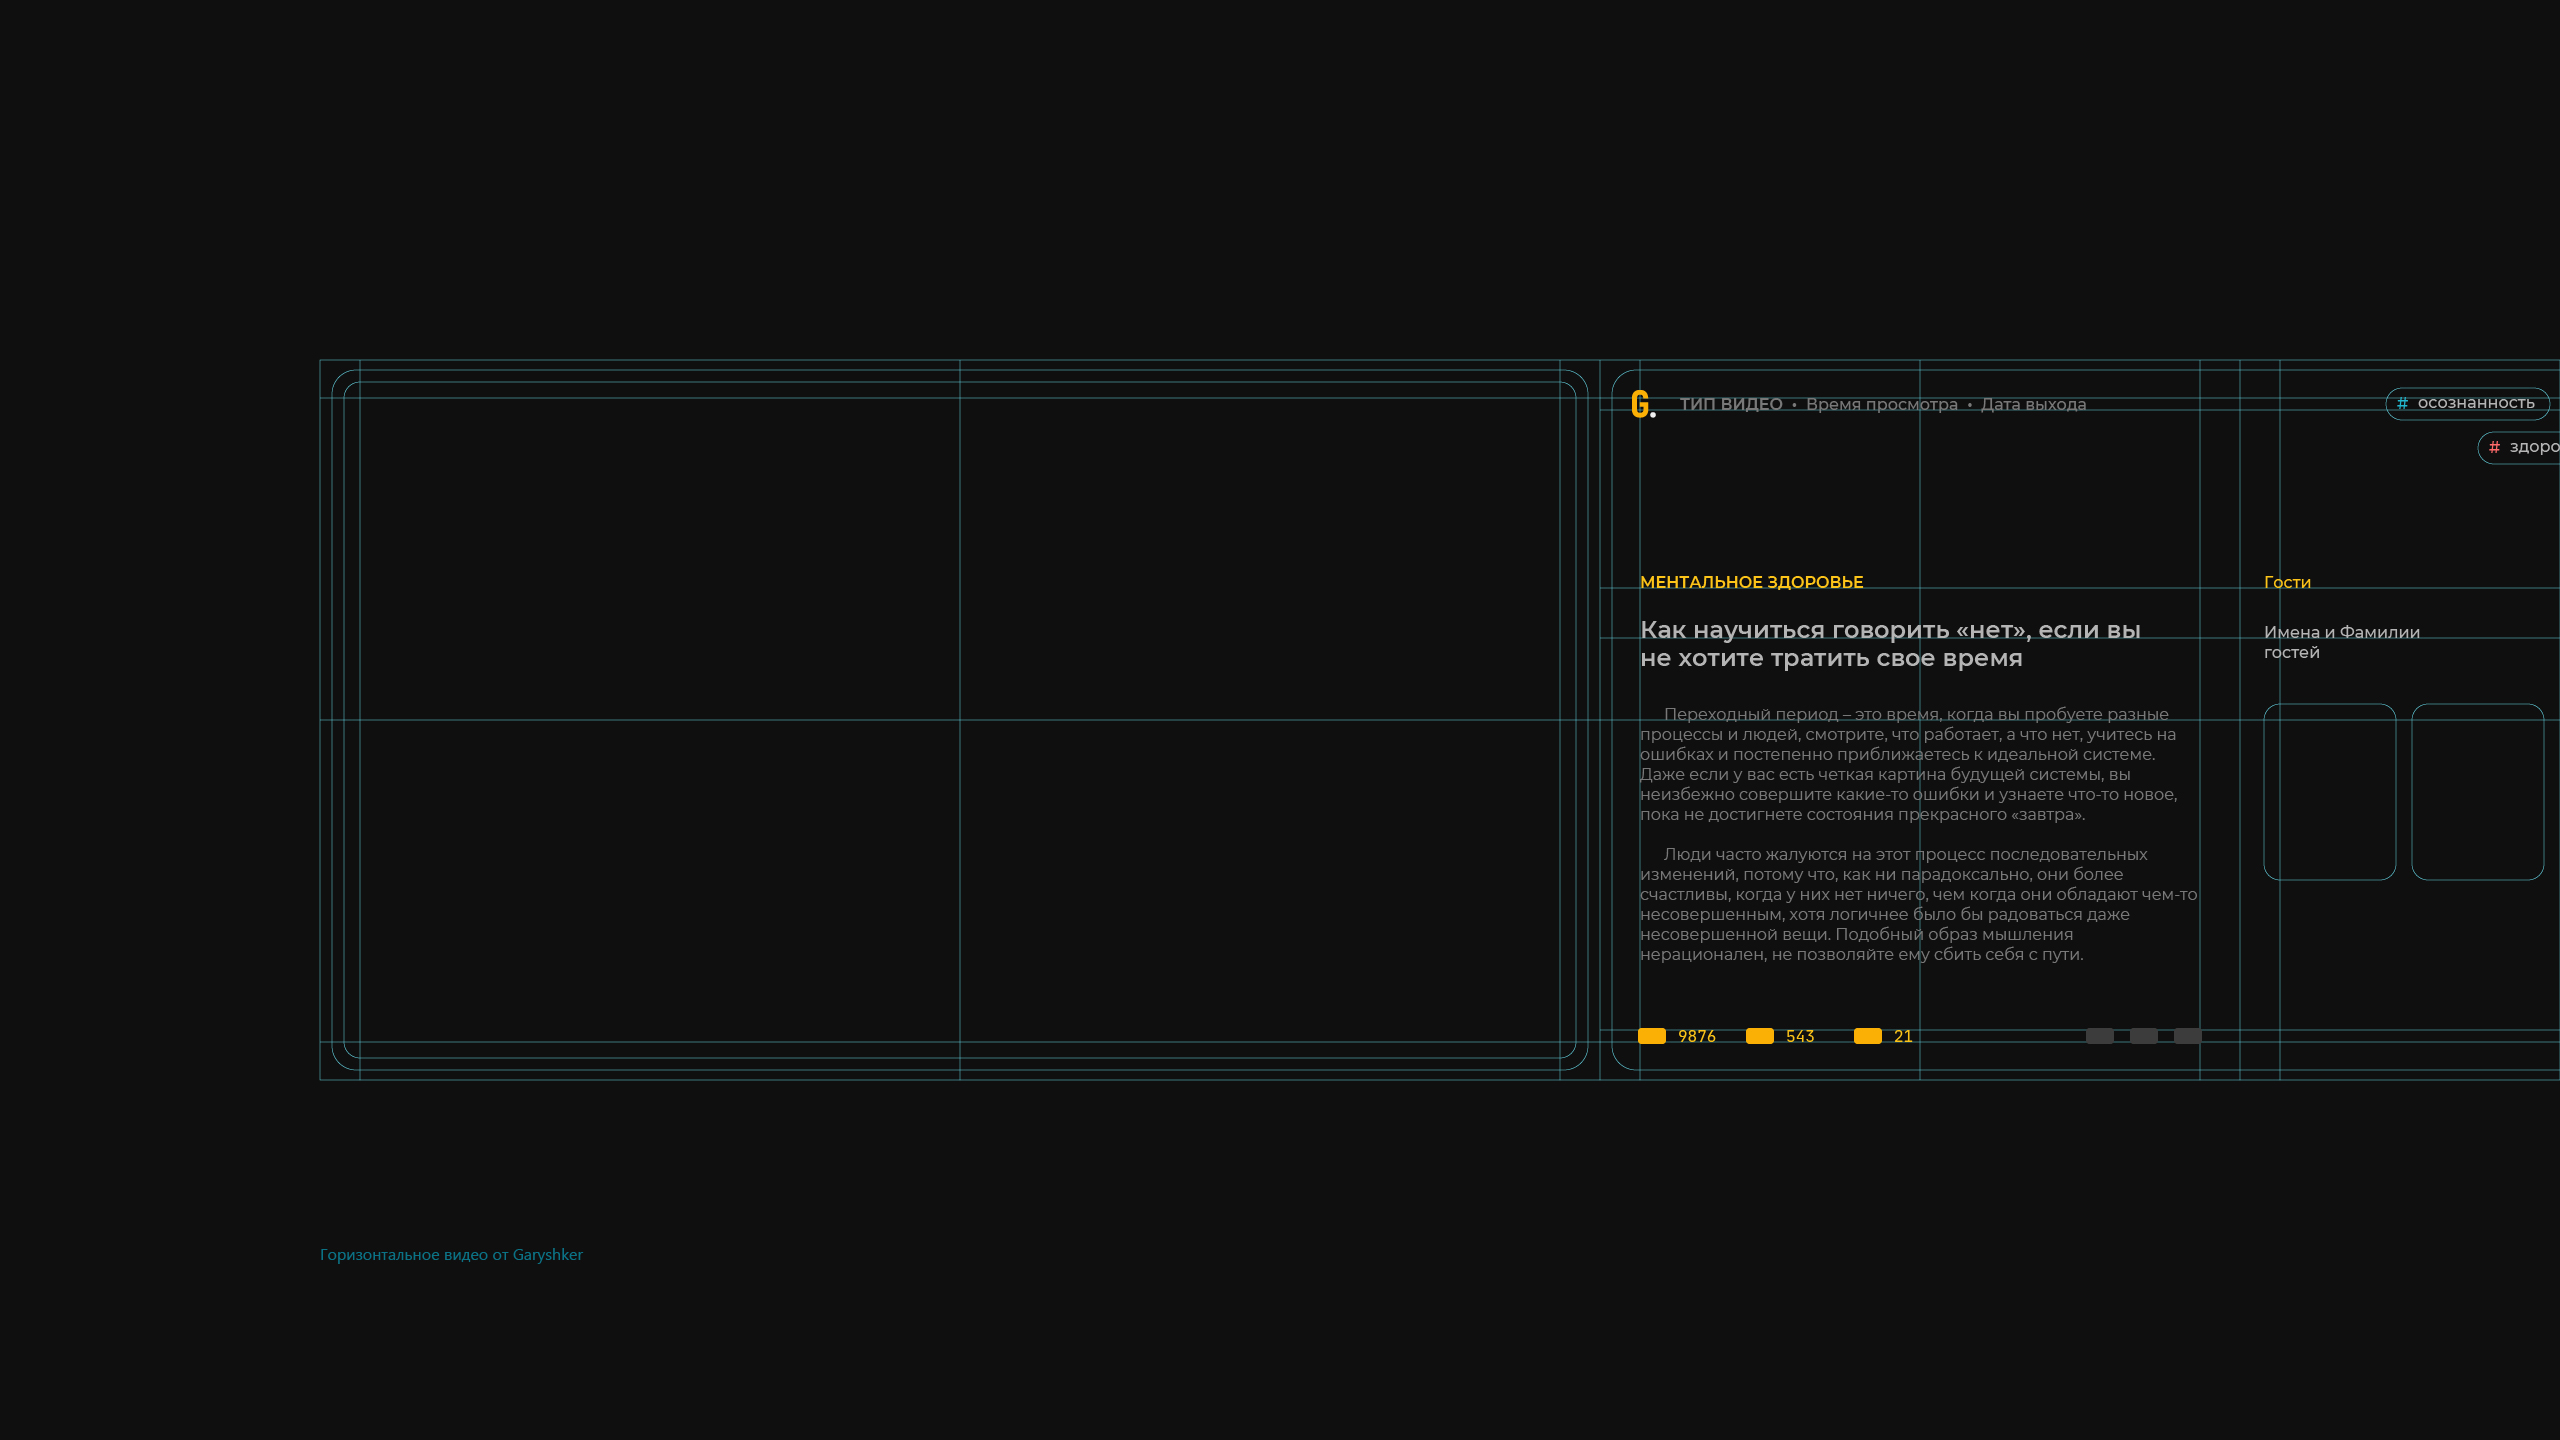 G.
ТИП ВИДЕО • Время просмотра • Дата выхода
# осознанность
# здоро
МЕНТАЛЬНОЕ ЗДОРОВЬЕ
Как научиться говорить «нет», если вы
не хотите тратить свое время
Переходный период – это время, когда вы пробуете разные
процессы и людей, смотрите, что работает, а что нет, учитесь на
ошибках и постепенно приближаетесь к идеальной системе.
Даже если у вас есть четкая картина будущей системы, вы
неизбежно совершите какие-то ошибки и узнаете что-то новое,
пока не достигнете состояния прекрасного «завтра».
Люди часто жалуются на этот процесс последовательных
изменений, потому что, как ни парадоксально, они более
счастливы, когда у них нет ничего, чем когда они обладают чем-то
несовершенным, хотя логичнее было бы радоваться даже
несовершенной вещи. Подобный образ мышления
нерационален, не позволяйте ему сбить себя с пути.
9876 543 21
Гости
Имена и Фамилии
гостей
Горизонтальное видео от Garyshker